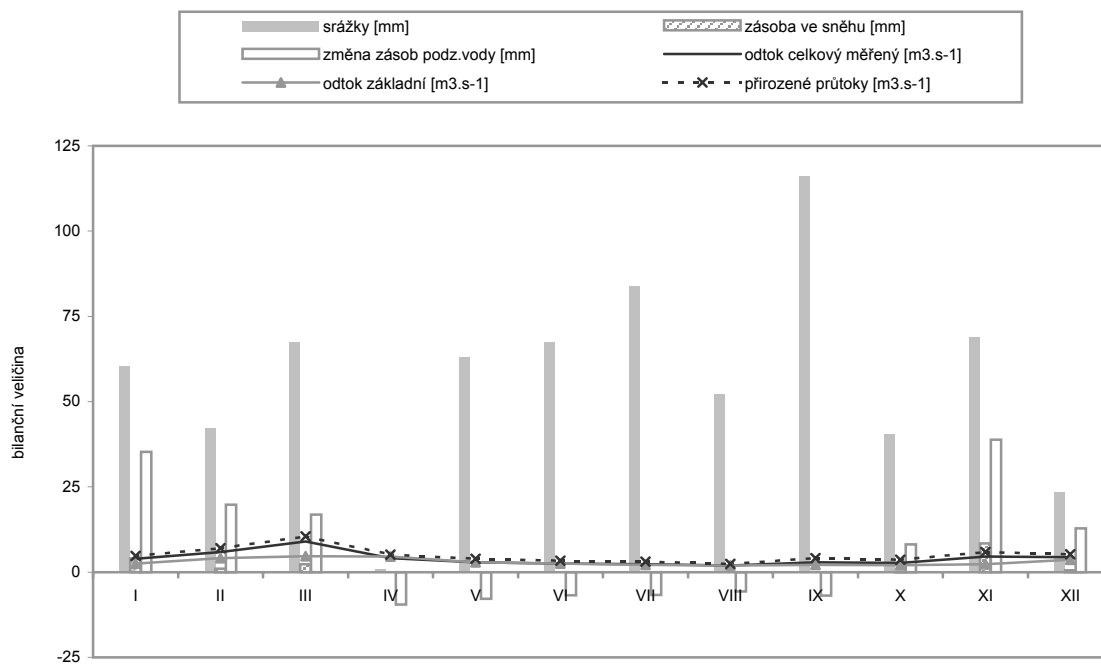 srážky [mm]
zásoba ve sněhu [mm]
změna zásob podz.vody [mm]
odtok celkový měřený [m3.s-1]
odtok základní [m3.s-1]
přirozené průtoky [m3.s-1]
125
100
75
50
25
0
-25
bilanční veličina
I II III IV V VI VII VIII IX X XI XII